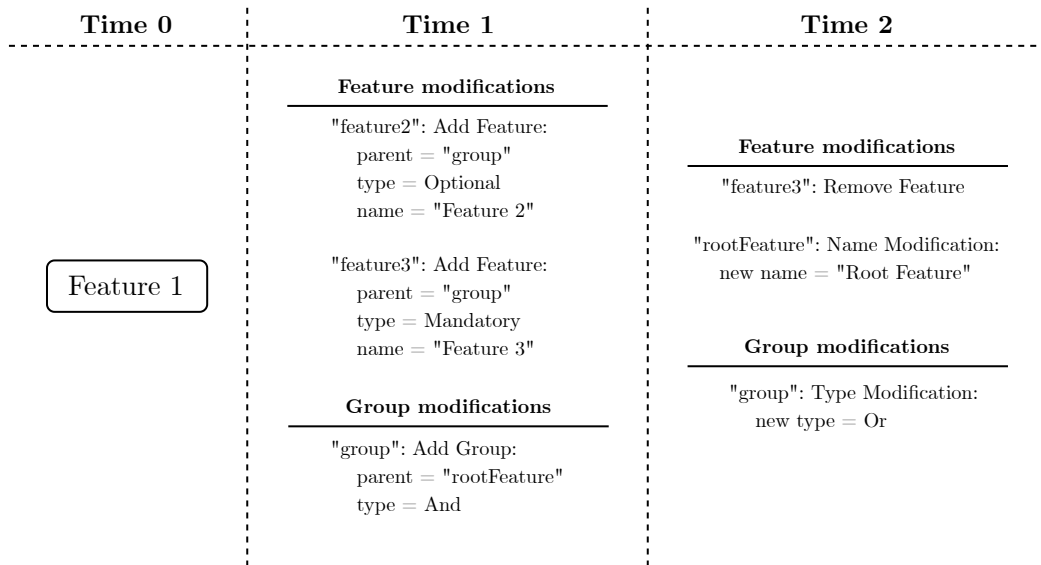 Time 0
Time 1
Time 2
Feature 1
Feature modifications
"feature2": Add Feature:
parent = "group"
type = Optional
name = "Feature 2"
"feature3": Add Feature:
parent = "group"
type = Mandatory
name = "Feature 3"
Group modifications
"group": Add Group:
parent = "rootFeature"
type = And
Feature modifications
"feature3": Remove Feature
"rootFeature": Name Modification:
new name = "Root Feature"
Group modifications
"group": Type Modification:
new type = Or